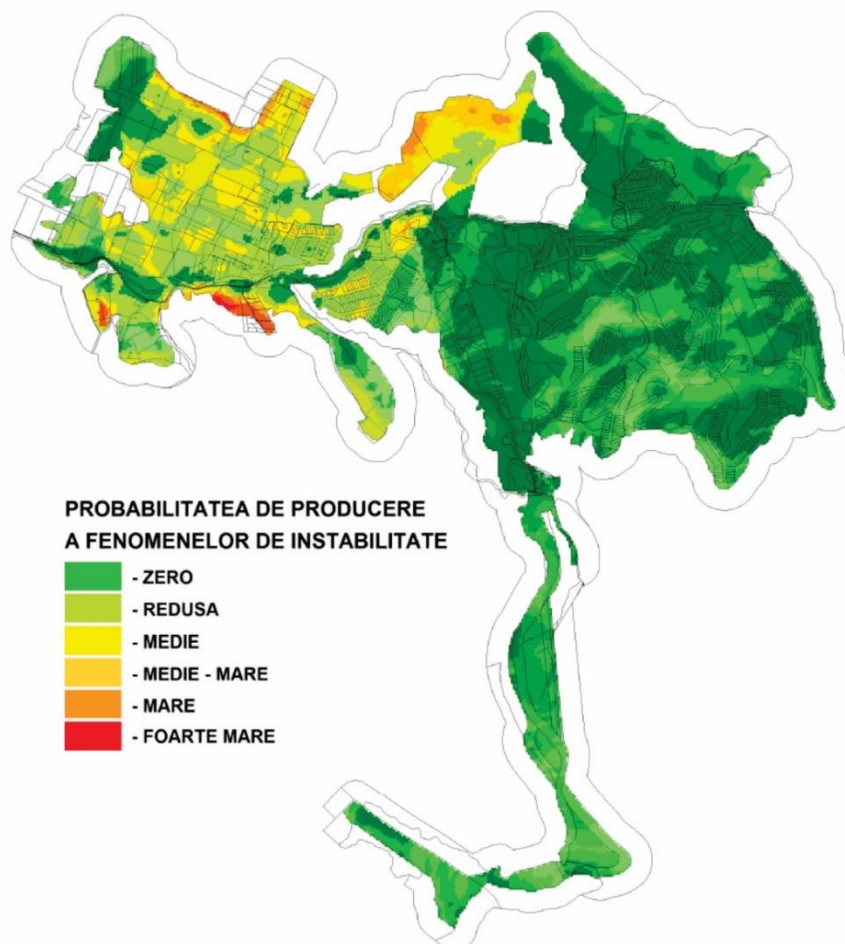 PROBABILITATEA DE PRODUCERE
A FENOMENELOR DE INSTABILITATE
- ZERO
- REDUSA
- MEDIE
- MEDIE - MARE
- MARE
- FOARTE MARE